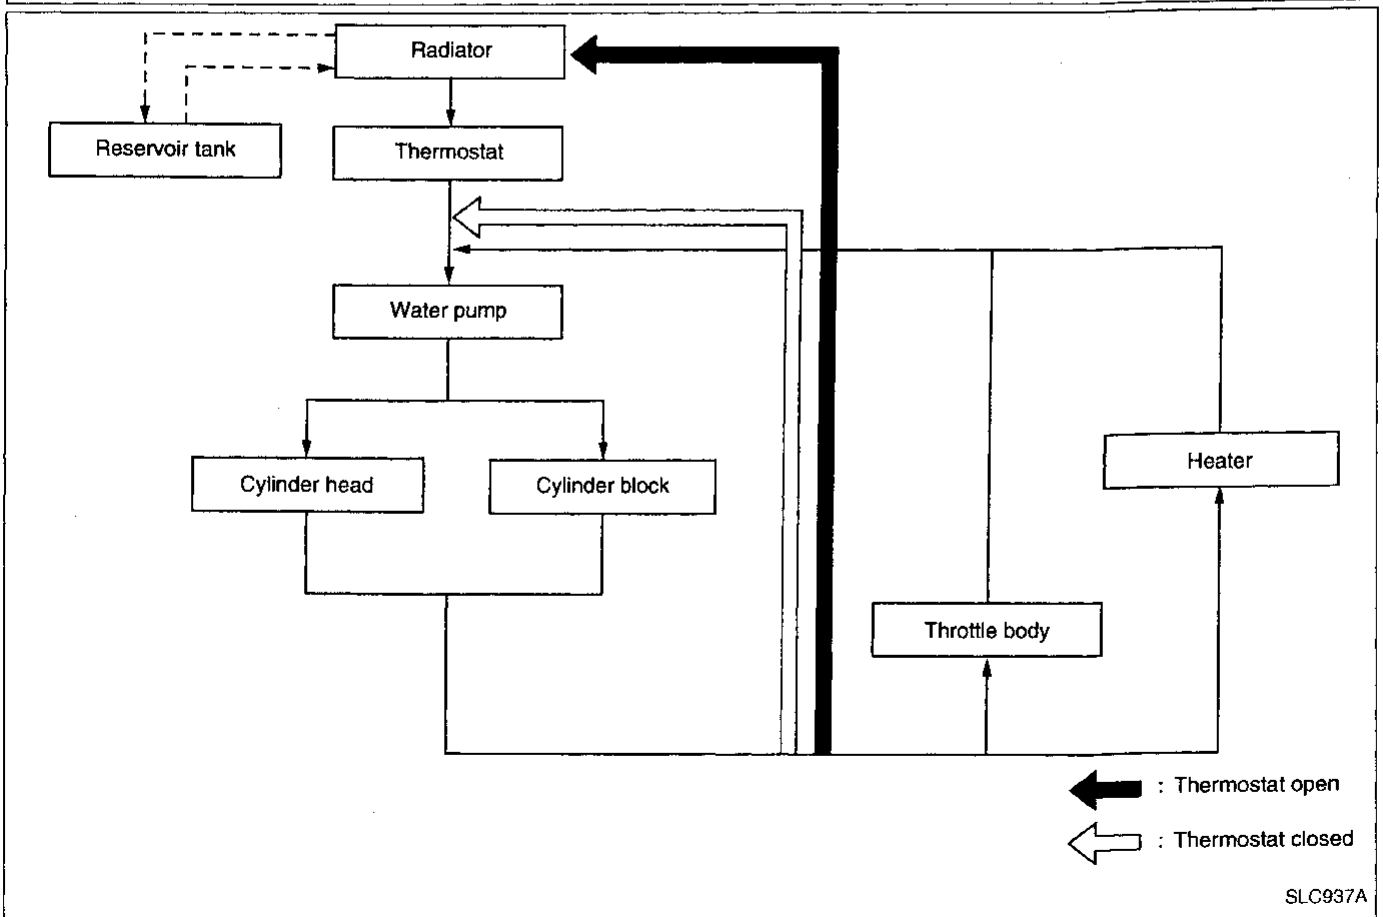 Radiator
Reservoir tank
Thermostat
Water pump
Cylinder head
Cylinder block
Heater
Throttle body
: Thermostat open
: Thermostat closed
SLC937A